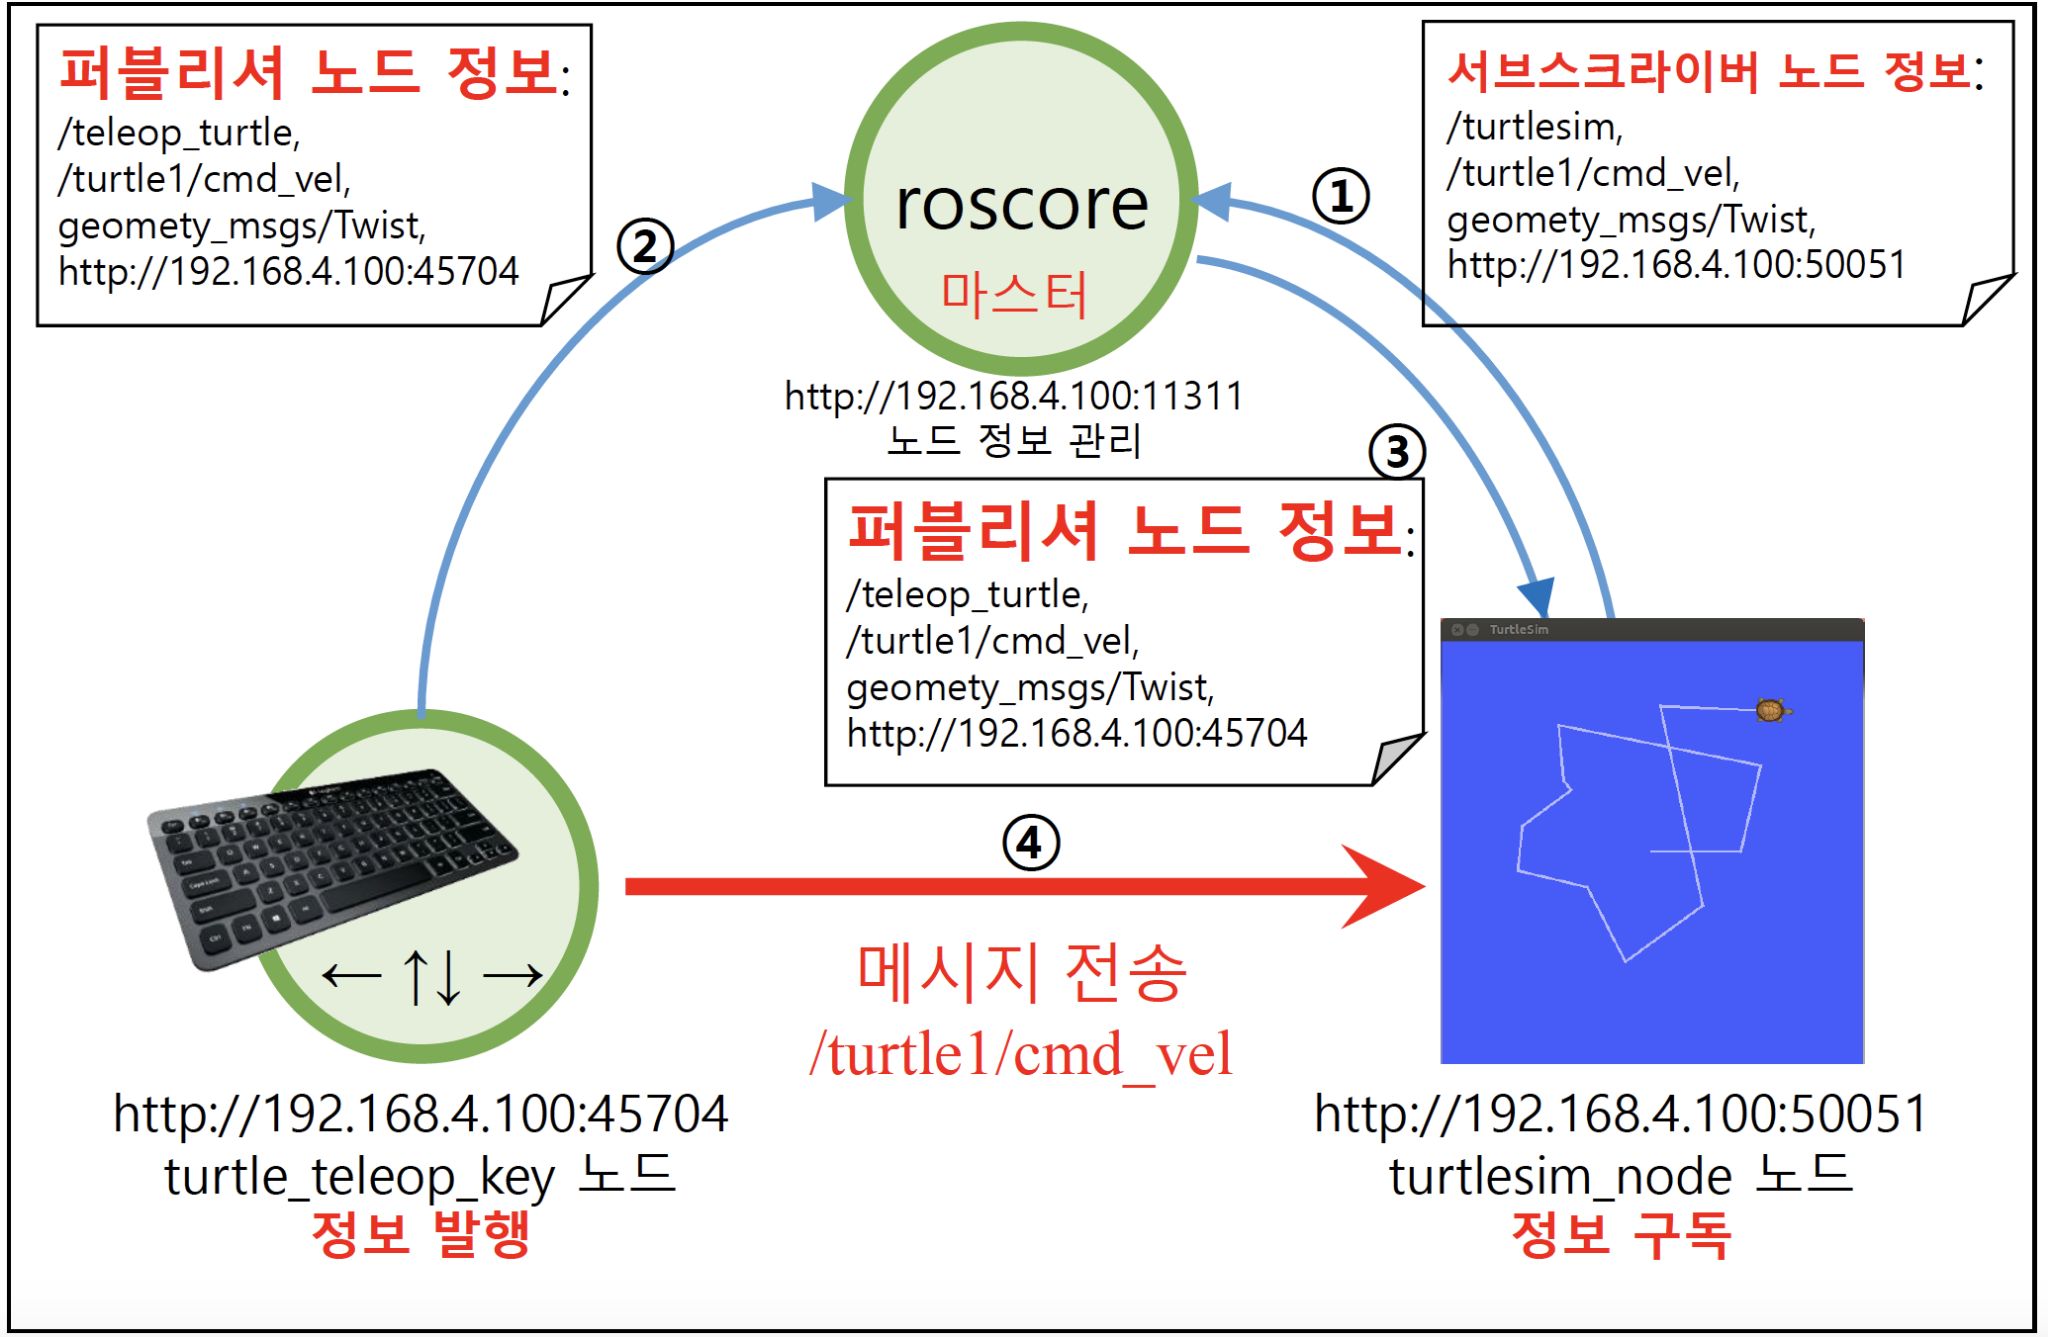 퍼블리셔 노드 정보:
/teleop_turtle,
/turtle1/cmd_vel,
geomety_msgs/Twist,
http://192.168.4.100:45704
②
roscore
마스터
http://192.168.4.100:11311
노드 정보 관리
①
서브스크라이버 노드 정보:
/turtlesim,
/turtle1/cmd_vel,
geomety_msgs/Twist,
http://192.168.4.100:50051
③
퍼블리셔 노드 정보:
/teleop_turtle,
/turtle1/cmd_vel,
geomety_msgs/Twist,
http://192.168.4.100:45704
TurtleSim
④
메시지 전송
/turtle1/cmd_vel
← ↑↓ →
http://192.168.4.100:45704
turtle_teleop_key 노드
정보 발행
http://192.168.4.100:50051
turtlesim_node 노드
정보 구독